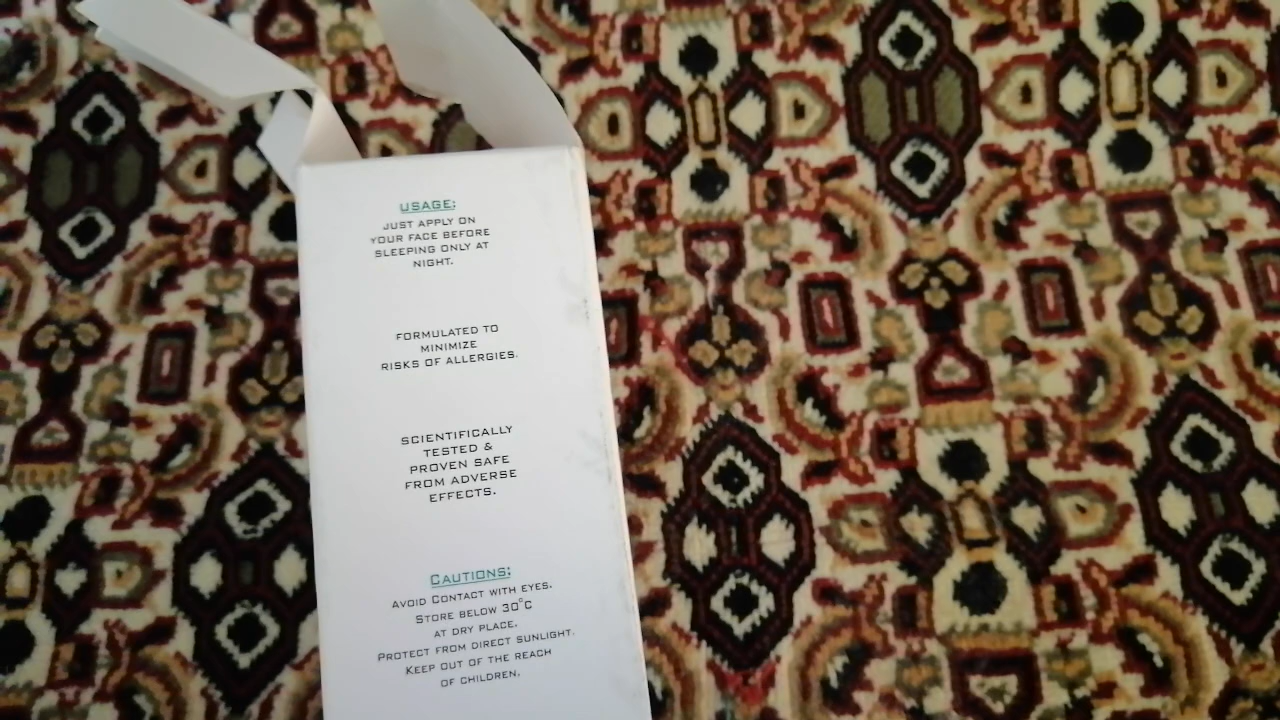 USAGE:
JUST APPLY ON
YOUR FACE BEFORE
SLEEPING ONLY AT
NIGHT.
FORMULATED TO
MINIMIZE
RISKS OF ALLERGIES.
SCIENTIFICALLY
TESTED &
PROVEN SAFE
FROM ADVERSE
EFFECTS.
CAUTIONS:
AVOID CONTACT WITH EYES.
STORE BELOW 30°C
AT DRY PLACE.
PROTECT FROM DIRECT SUNLIGHT.
KEEP OUT OF THE REACH
OF CHILDREN.